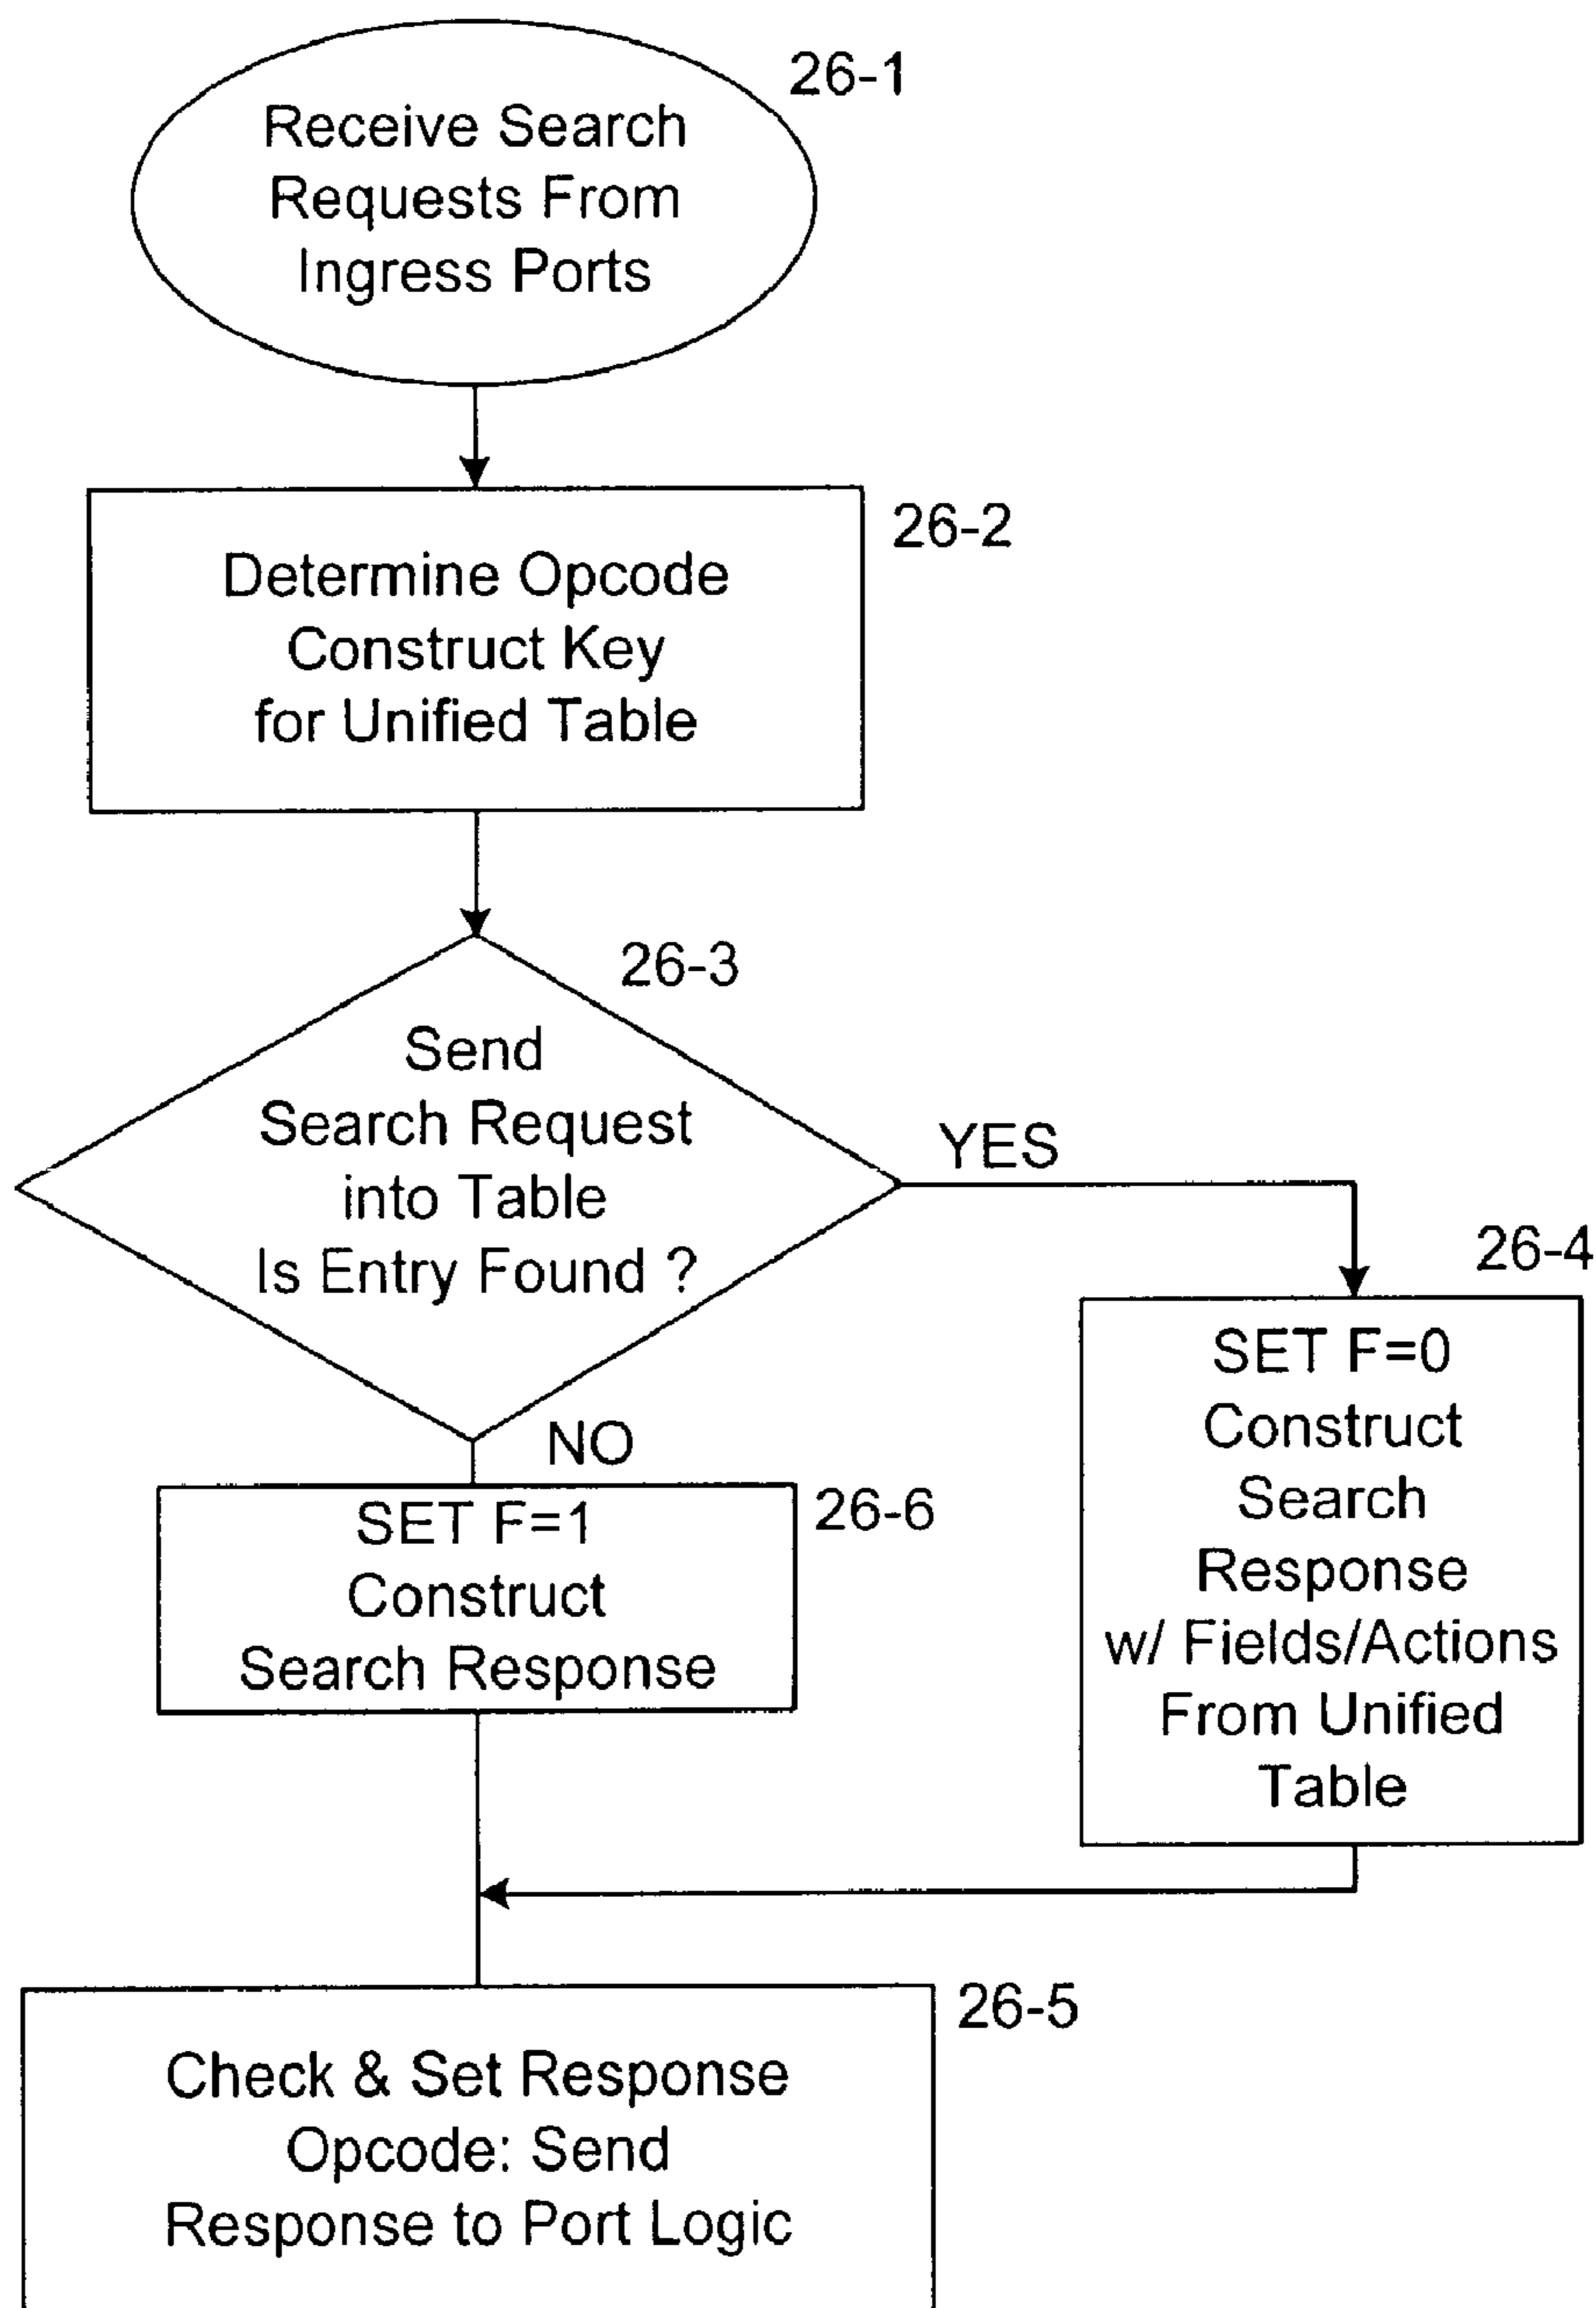 26-1
Receive Search
Requests From
Ingress Ports
26-2
Determine Opcode
Construct Key
for Unified Table
26-3
Send
Search Request
into Table
Is Entry Found ?
YES
26-4
SET F=0
Construct
Search
Response
w/ Fields/Actions
From Unified
Table
NO
26-6
SET F=1
Construct
Search Response
26-5
Check & Set Response
Opcode: Send
Response to Port Logic